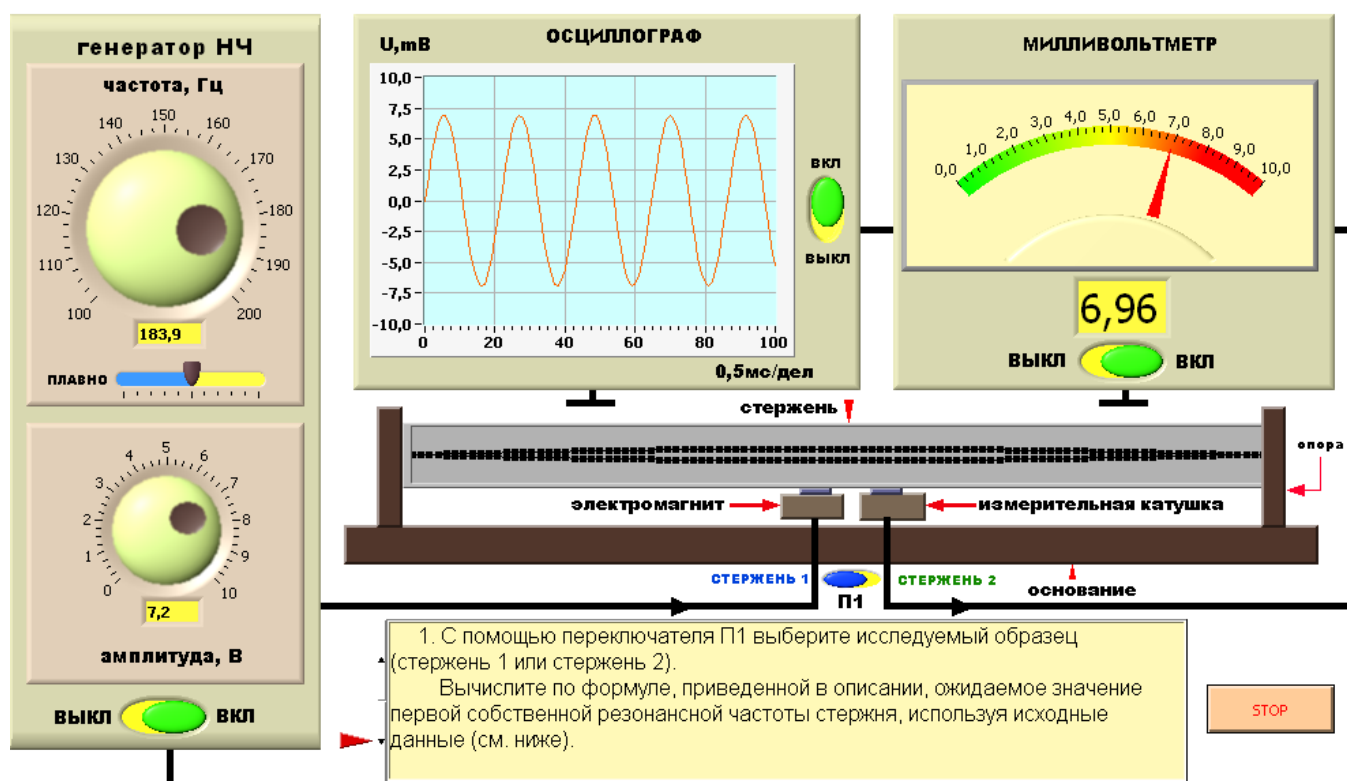 генератор НЧ
частота, Гц
100 110 120 130 140 150 160 170 180 190 200
183,9
ПЛАВНО
0 1 2 3 4 5 6 7 8 9 10
7,2
амплитуда, В
ВЫКЛ ВКЛ
U,mB ОСЦИЛЛОГРАФ
10,0
7,5
5,0
2,5
0,0
-2,5
-5,0
-7,5
-10,0
0 20 40 60 80 100
0,5мс/дел
ВКЛ
ВЫКЛ
МИЛЛИВОЛЬТМЕТР
0,0 1,0 2,0 3,0 4,0 5,0 6,0 7,0 8,0 9,0 10,0
6,96
ВЫКЛ ВКЛ
стержень
опора
электромагнит измерительная катушка
СТЕРЖЕНЬ 1 СТЕРЖЕНЬ 2
П1
основание
1. С помощью переключателя П1 выберите исследуемый образец
(стержень 1 или стержень 2).
Вычислите по формуле, приведенной в описании, ожидаемое значение
первой собственной резонансной частоты стержня, используя исходные
данные (см. ниже).
STOP